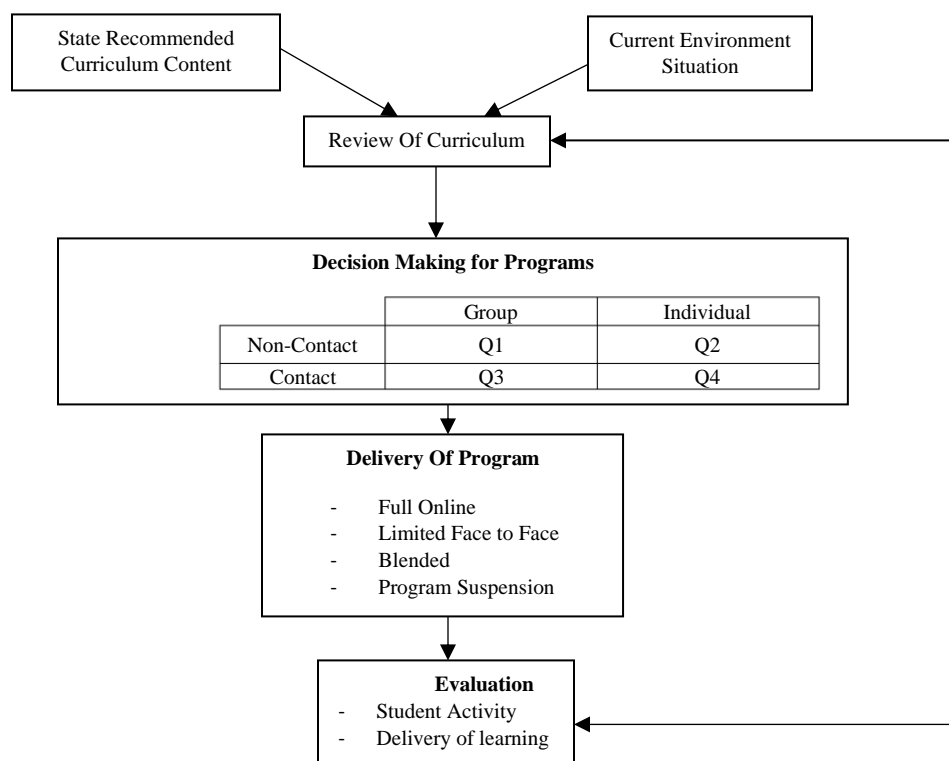 State Recommended
Curriculum Content
Current Environment
Situation
Review Of Curriculum
Decision Making for Programs
Group Individual
Non-Contact Q1 Q2
Contact Q3 Q4
Delivery Of Program
- Full Online
- Limited Face to Face
- Blended
- Program Suspension
Evaluation
- Student Activity
- Delivery of learning